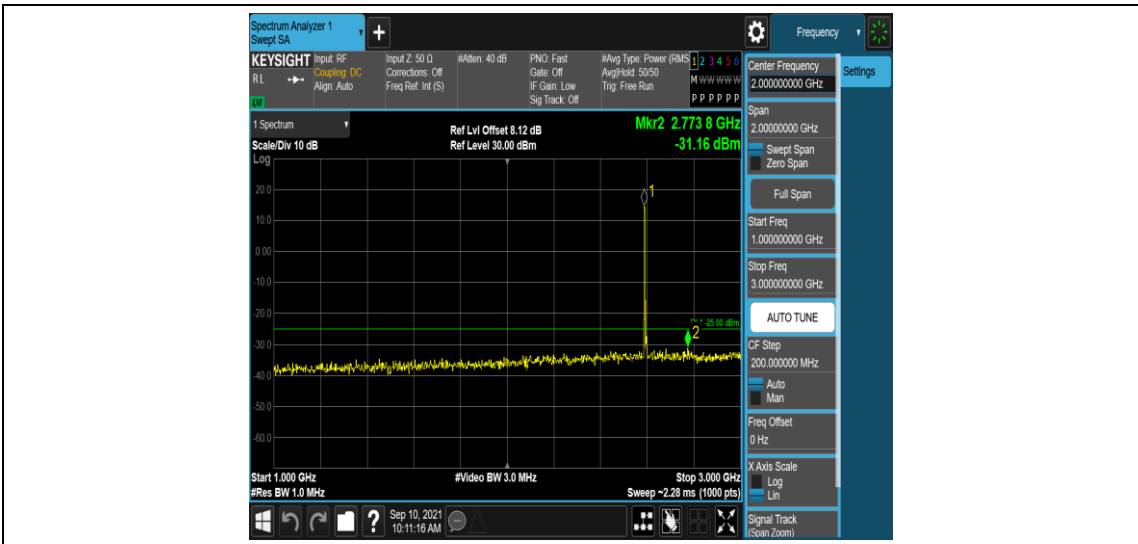 Spectrum Analyzer 1
Swept SA
+
Frequency
KEYSIGHT
RL
LXI
Input: RF
Coupling: DC
Align: Auto
Input Z: 50 Ω
Corrections: Off
Freq Ref: Int (S)
#Atten: 40 dB
PNO: Fast
Gate: Off
IF Gain: Low
Sig Track: Off
#Avg Type: Power (RMS
Avg|Hold: 50/50
Trig: Free Run
1 2 3 4 5 6
M W W W W W
P P P P P P
1 Spectrum
Scale/Div 10 dB
Log
Ref Lvl Offset 8.12 dB
Ref Level 30.00 dBm
Mkr2 2.773 8 GHz
-31.16 dBm
20.0
10.0
0.00
-10.0
-20.0
-30.0
-40.0
-50.0
-60.0
1
-25.00 dBm
2
Start 1.000 GHz
#Res BW 1.0 MHz
#Video BW 3.0 MHz
Stop 3.000 GHz
Sweep ~2.28 ms (1000 pts)
Sep 10, 2021
10:11:16 AM
?
Center Frequency
2.000000000 GHz
Settings
Span
2.00000000 GHz
Swept Span
Zero Span
Full Span
Start Freq
1.000000000 GHz
Stop Freq
3.000000000 GHz
AUTO TUNE
CF Step
200.000000 MHz
Auto
Man
Freq Offset
0 Hz
X Axis Scale
Log
Lin
Signal Track
(Span Zoom)